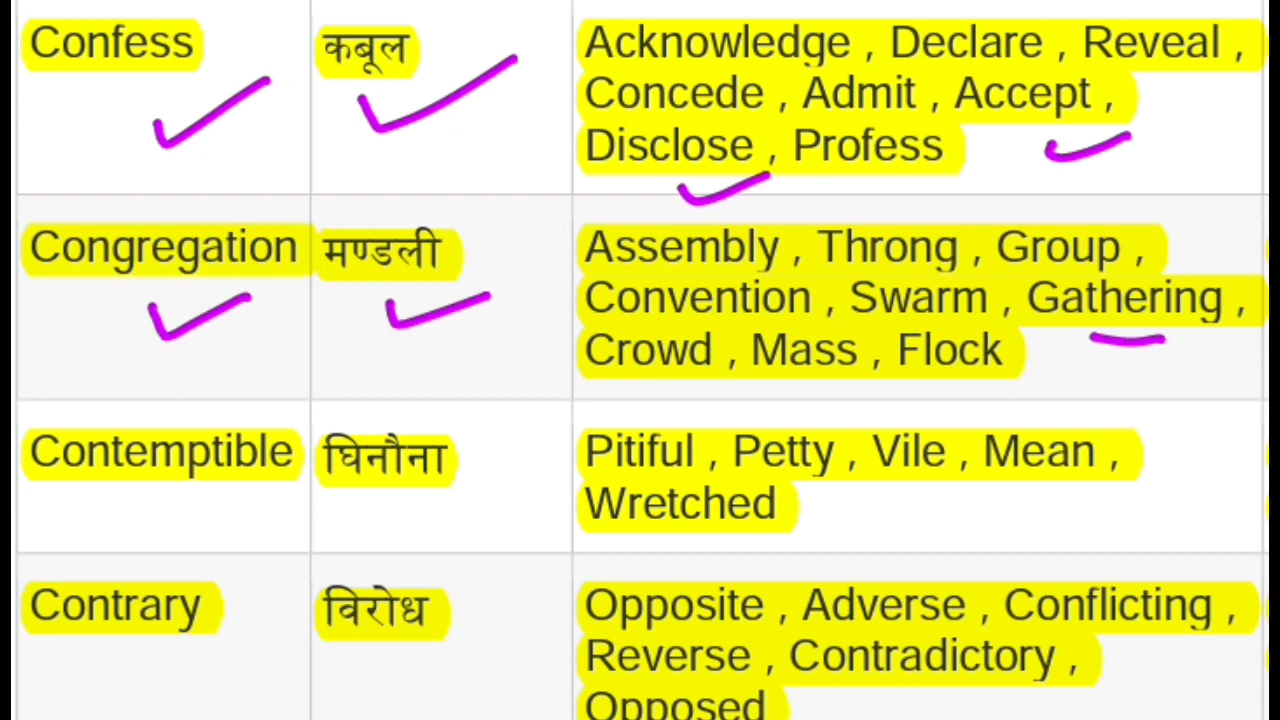 Confess कबूल Acknowledge , Declare , Reveal ,
Concede , Admit , Accept ,
Disclose , Profess
Congregation मण्डली Assembly , Throng , Group ,
Convention , Swarm , Gathering ,
Crowd , Mass , Flock
Contemptible घिनौना Pitiful , Petty , Vile , Mean ,
Wretched
Contrary विरोध Opposite , Adverse , Conflicting ,
Reverse , Contradictory ,
Opposed